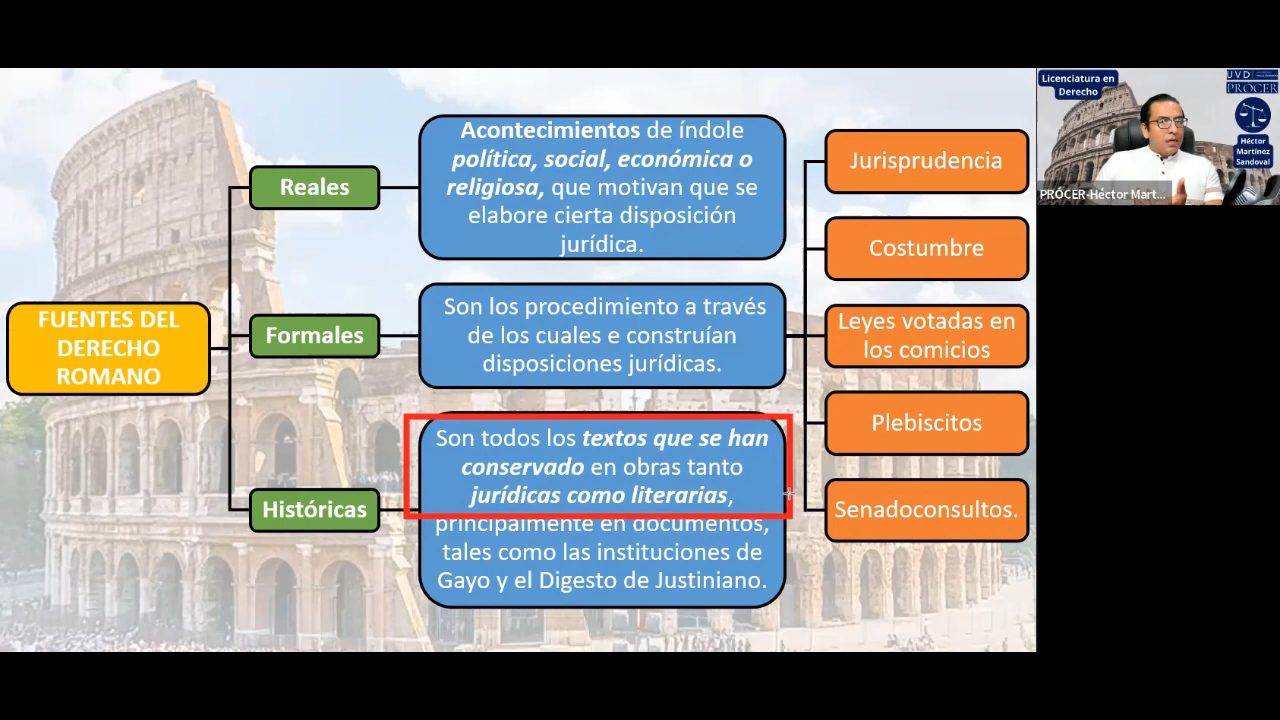 FUENTES DEL
DERECHO
ROMANO
Reales
Acontecimientos de índole
política, social, económica o
religiosa, que motivan que se
elabore cierta disposición
jurídica.
Formales
Son los procedimiento a través
de los cuales e construían
disposiciones jurídicas.
Históricas
Son todos los textos que se han
conservado en obras tanto
jurídicas como literarias,
principalmente en documentos,
tales como las instituciones de
Gayo y el Digesto de Justiniano.
Jurisprudencia
Costumbre
Leyes votadas en
los comicios
Plebiscitos
Senadoconsultos.
Licenciatura en
Derecho
UVD
PRÓCER
Héctor
Martínez
Sandoval
PRÓCER-Héctor Mart...